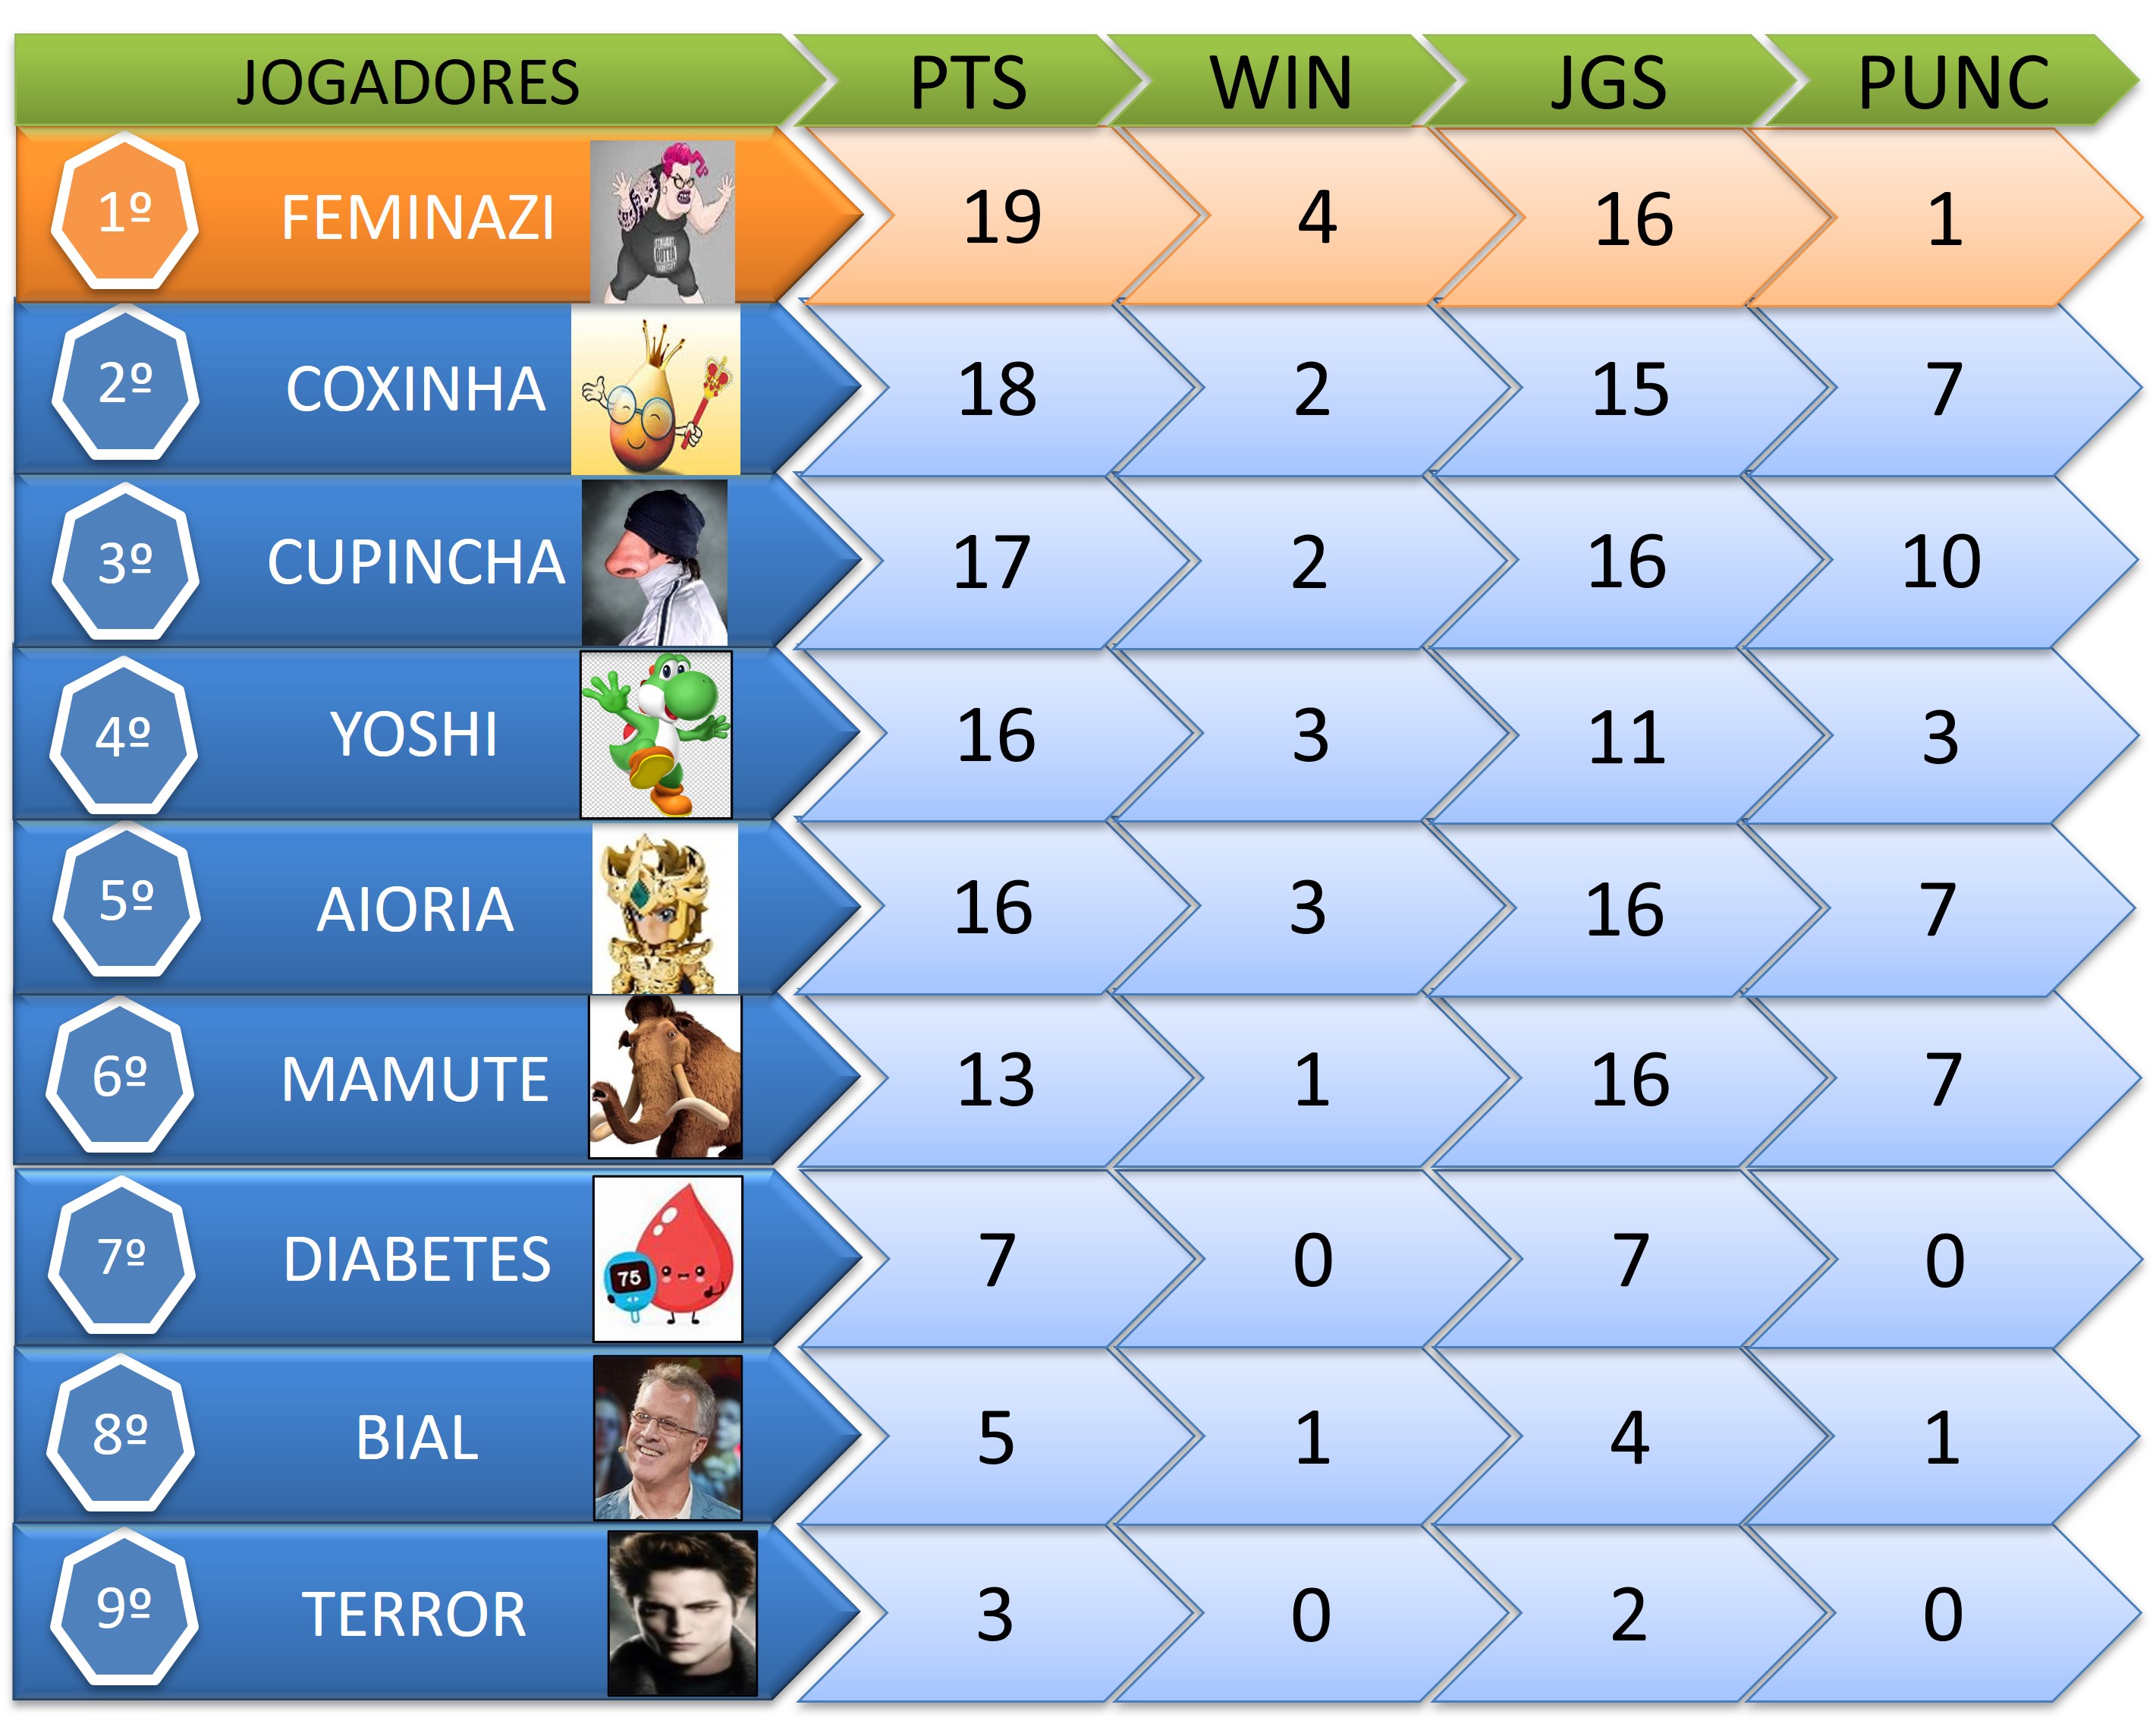 JOGADORES PTS WIN JGS PUNC
1º FEMINAZI 19 4 16 1
2º COXINHA 18 2 15 7
3º CUPINCHA 17 2 16 10
4º YOSHI 16 3 11 3
5º AIORIA 16 3 16 7
6º MAMUTE 13 1 16 7
7º DIABETES 75 7 0 7 0
8º BIAL 5 1 4 1
9º TERROR 3 0 2 0